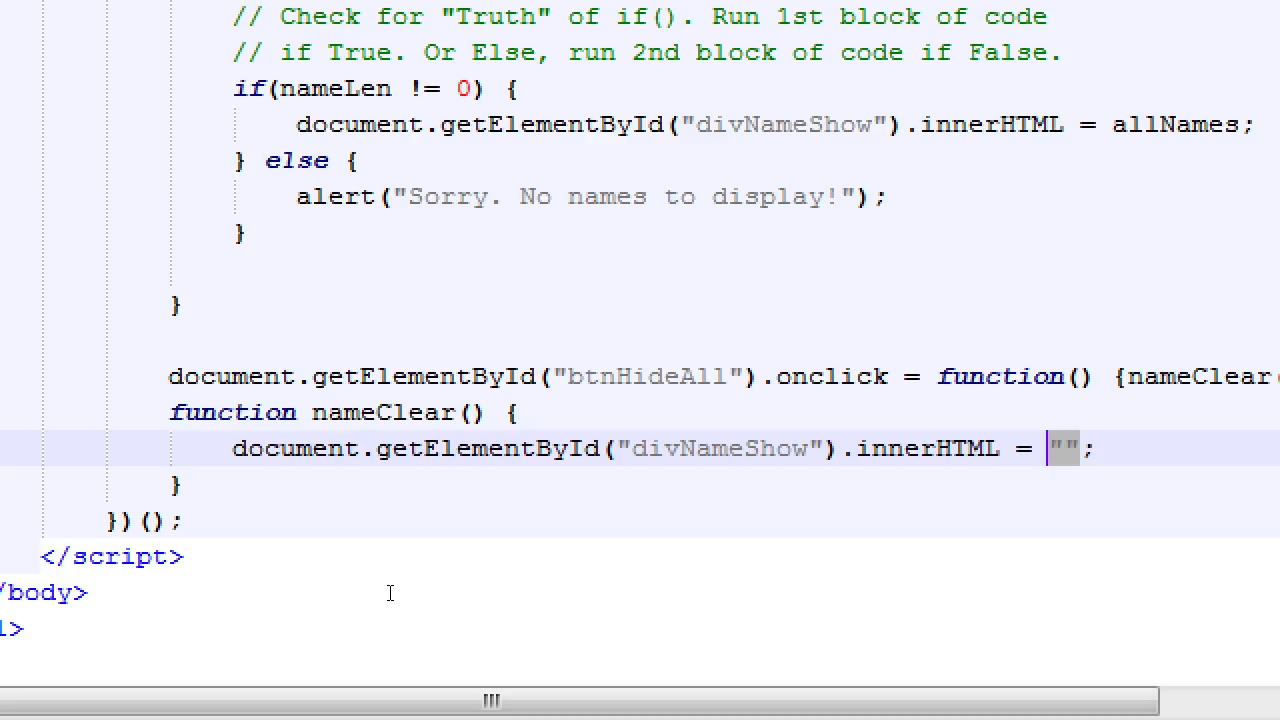 // Check for "Truth" of if(). Run 1st block of code
// if True. Or Else, run 2nd block of code if False.
if(nameLen != 0) {
document.getElementById("divNameShow").innerHTML = allNames;
} else {
alert("Sorry. No names to display!");
}
}
document.getElementById("btnHideAll").onclick = function() {nameClear(
function nameClear() {
document.getElementById("divNameShow").innerHTML = "";
}
})();
</script>
/body>
l>